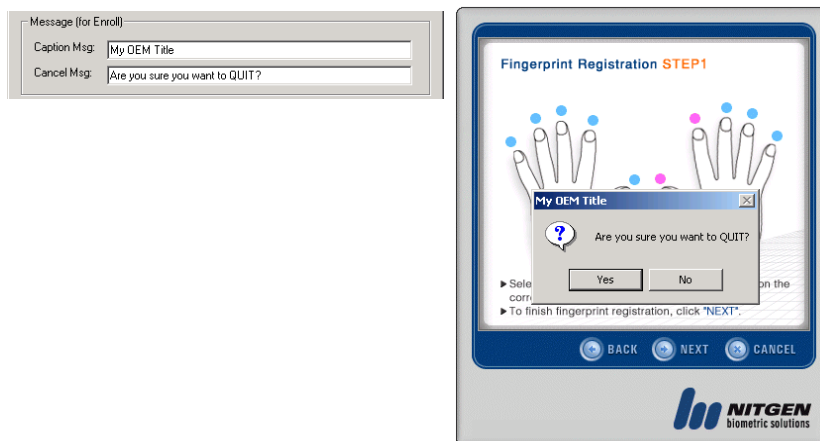 Message (for Enroll)
Caption Msg: My OEM Title
Cancel Msg: Are you sure you want to QUIT?
Fingerprint Registration STEP1
My OEM Title
Are you sure you want to QUIT?
Yes No
Sele on the
corr
To finish fingerprint registration, click "NEXT".
BACK NEXT CANCEL
NITGEN
biometric solutions